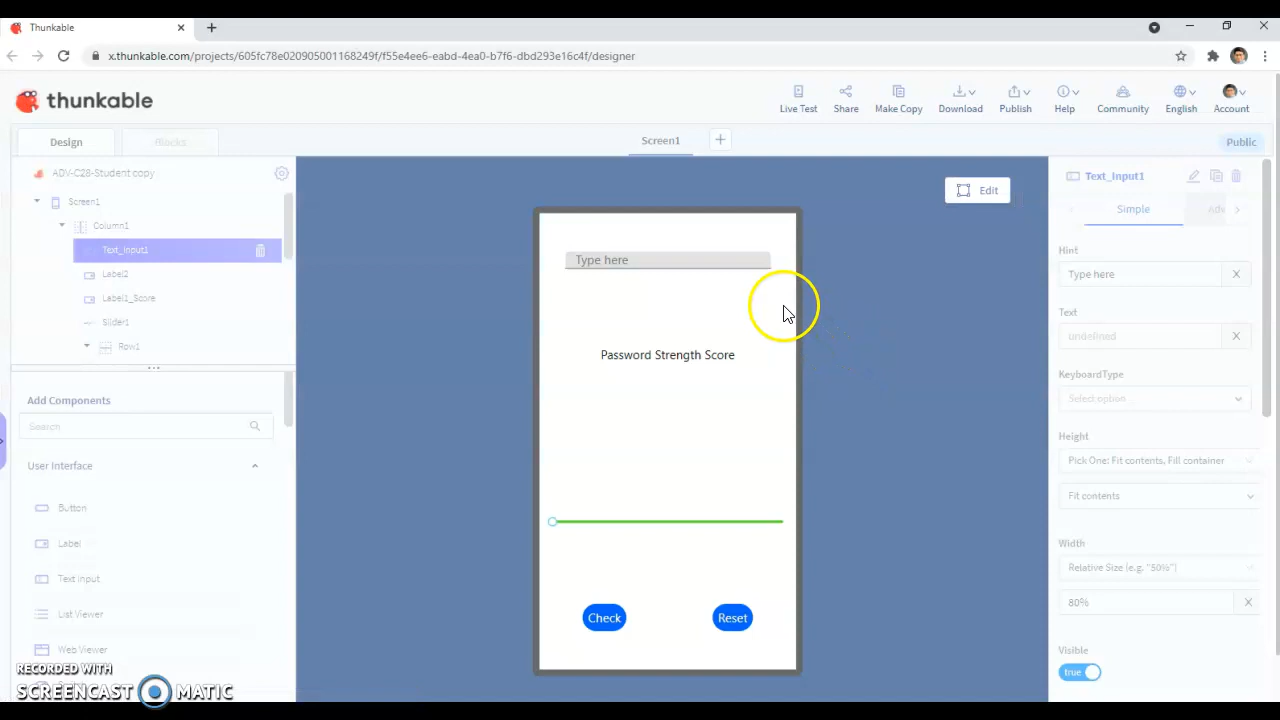 Thunkable
x.thunkable.com/projects/605fc78e020905001168249f/f55e4ee6-eabd-4ea0-b7f6-dbd293e16c4f/designer
thunkable
Live Test
Share
Make Copy
Download
Publish
Help
Community
English
Account
Design
Blocks
Screen1
Public
ADV-C28-Student copy
Screen1
Column1
Text_Input1
Label2
Label1_Score
Slider1
Row1
Add Components
Search
User Interface
Button
Label
Text Input
List Viewer
Web Viewer
Edit
Type here
Password Strength Score
Check
Reset
Text_Input1
Simple
Adv
Hint
Type here
Text
undefined
KeyboardType
Select option
Height
Pick One: Fit contents, Fill container
Fit contents
Width
Relative Size (e.g. "50%")
80%
Visible
true
RECORDED WITH
SCREENCAST MATIC